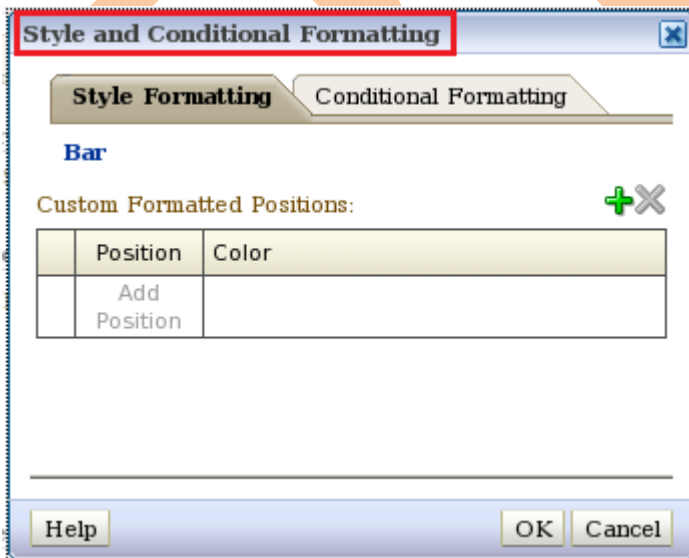 Style and Conditional Formatting
Style Formatting Conditional Formatting
Bar
Custom Formatted Positions:
Position Color
Add
Position
Help OK Cancel